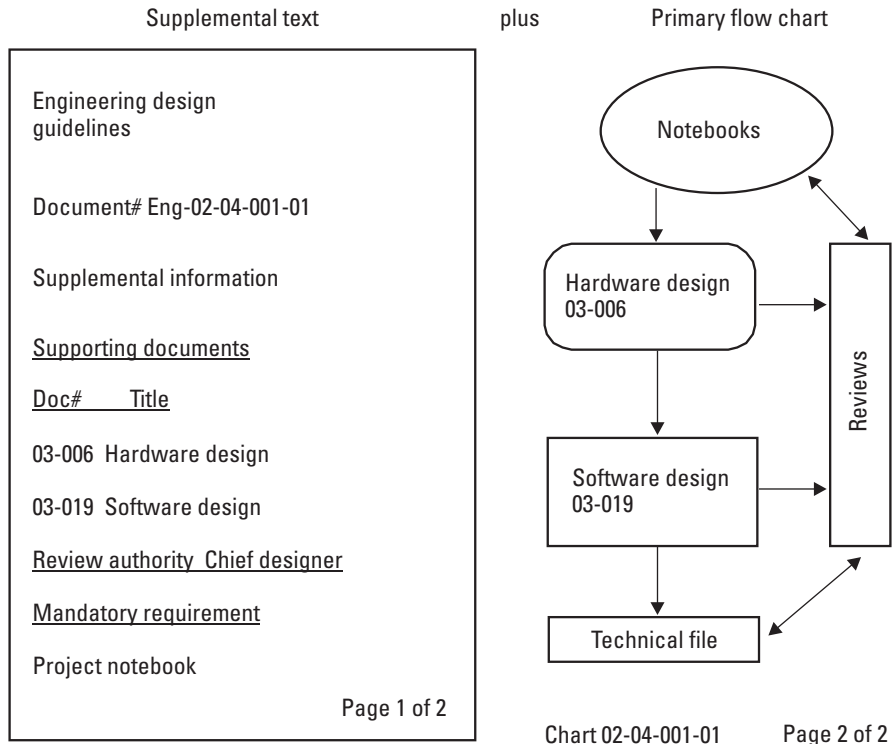 Supplemental text plus Primary flow chart
Engineering design
guidelines
Document# Eng-02-04-001-01
Supplemental information
Supporting documents
Doc# Title
03-006 Hardware design
03-019 Software design
Review authority Chief designer
Mandatory requirement
Project notebook
Page 1 of 2
Notebooks
Hardware design
03-006
Software design
03-019
Technical file
Reviews
Chart 02-04-001-01 Page 2 of 2